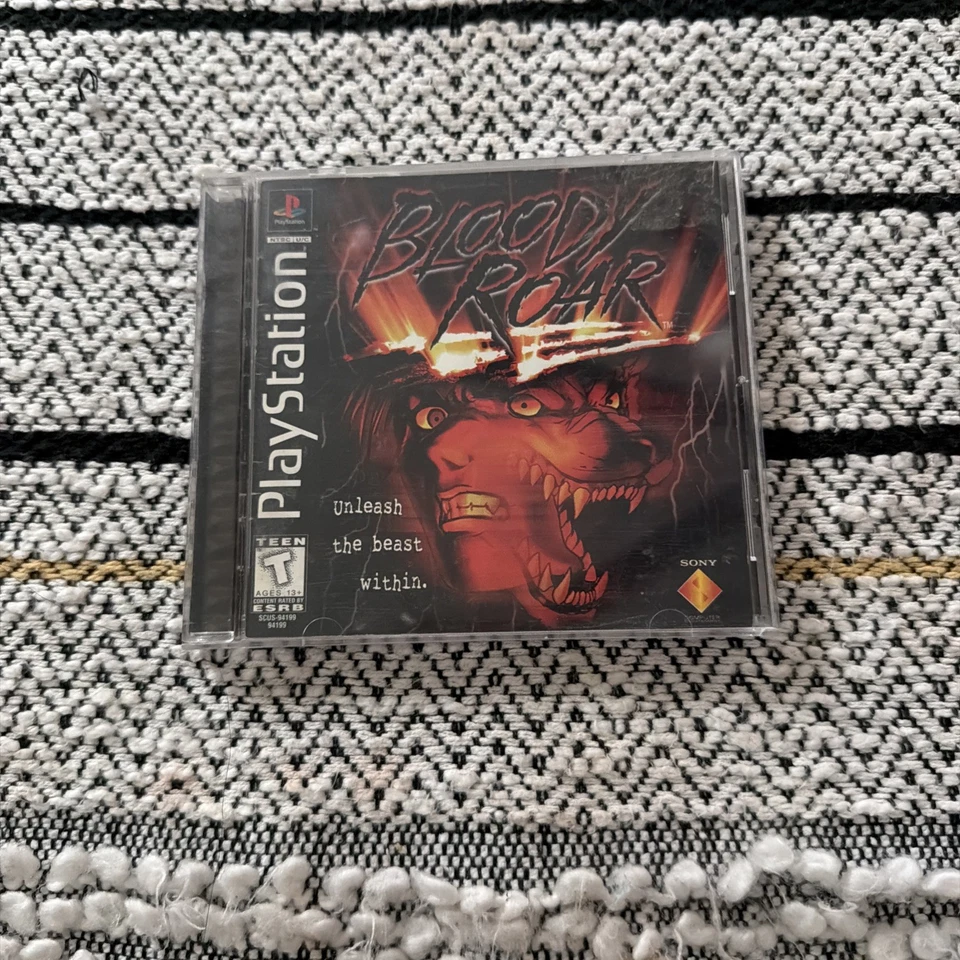 PlayStation
NTSC U/C
PlayStation
BLOODY
ROAR
TM
Unleash
the beast
within.
TEEN
T
AGES 13+
CONTENT RATED BY
ESRB
SCUS-94199
94199
SONY
COMPUTER